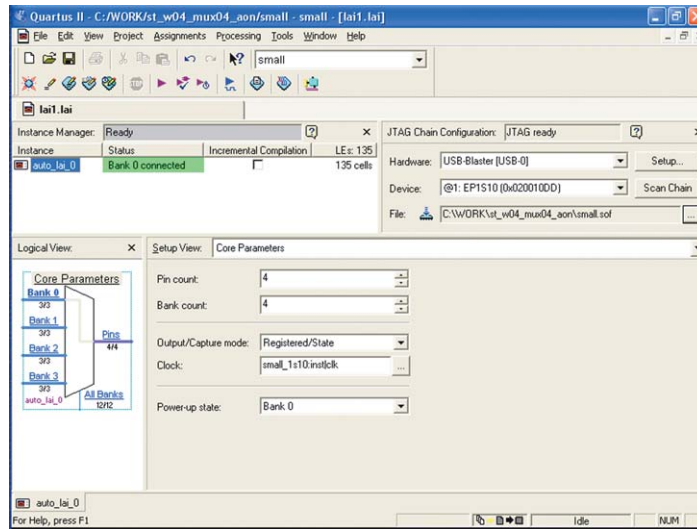 Quartus II - C:/WORK/st_w04_mux04_aon/small - small - [lai1.lai]
File Edit View Project Assignments Processing Tools Window Help
small
lai1.lai
Instance Manager: Ready
Instance Status Incremental Compilation LEs: 135
auto_lai_0 Bank 0 connected 135 cells
JTAG Chain Configuration: JTAG ready
Hardware: USB-Blaster [USB-0] Setup...
Device: @1: EP1S10 (0x020010DD) Scan Chain
File: C:\WORK\st_w04_mux04_aon\small.sof ...
Logical View:
Core Parameters
Bank 0
3/3
Bank 1
3/3
Bank 2
3/3
Bank 3
3/3
auto_lai_0
Pins
4/4
All Banks
12/12
Setup View: Core Parameters
Pin count: 4
Bank count: 4
Output/Capture mode: Registered/State
Clock: small_1s10:inst|clk ...
Power-up state: Bank 0
auto_lai_0
For Help, press F1 Idle NUM